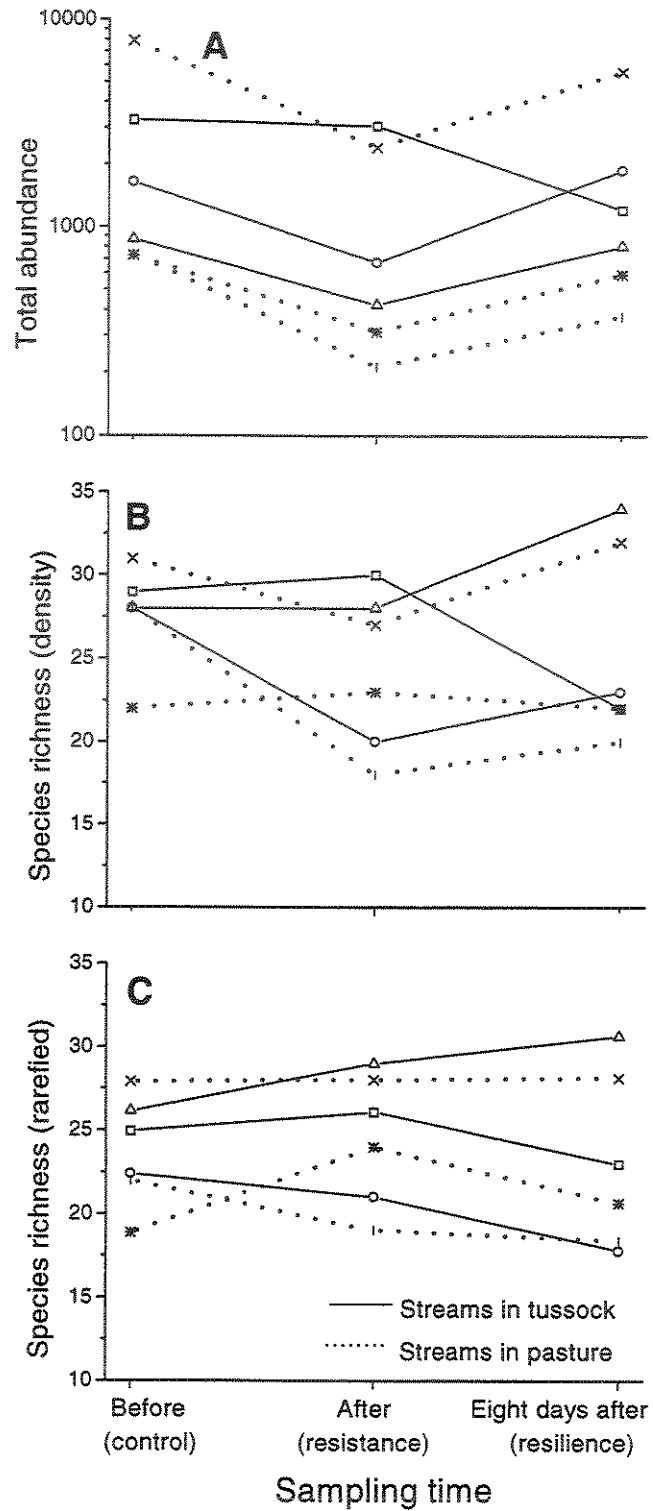 10000
A
1000
Total abundance
100
35
B
30
25
Species richness (density)
20
15
10
35
C
30
25
Species richness (rarefied)
20
15
Streams in tussock
Streams in pasture
10
Before
(control)
After
(resistance)
Eight days after
(resilience)
Sampling time